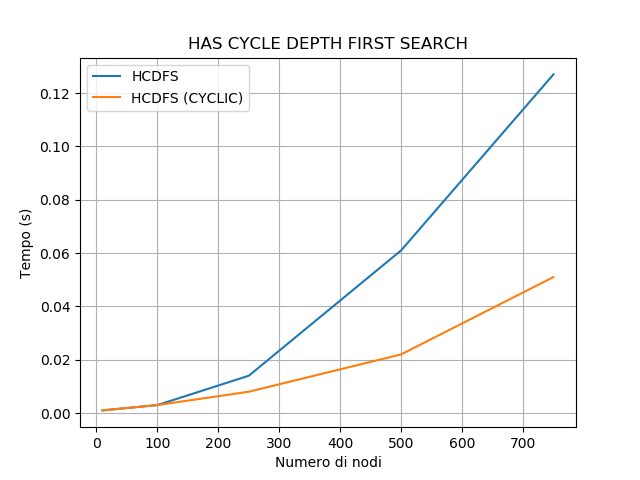 HAS CYCLE DEPTH FIRST SEARCH
HCDFS
HCDFS (CYCLIC)
Tempo (s)
0.12
0.10
0.08
0.06
0.04
0.02
0.00
0 100 200 300 400 500 600 700
Numero di nodi